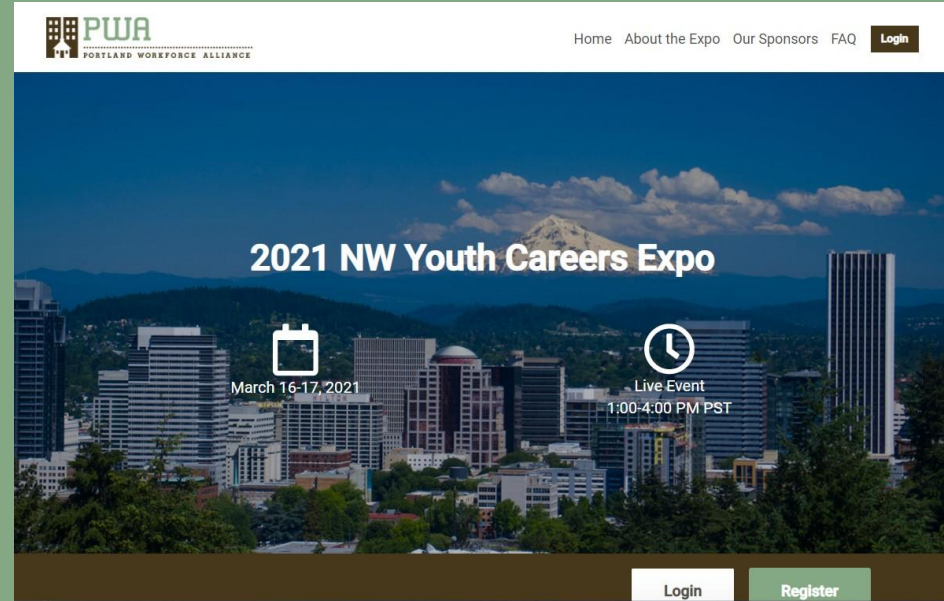 PWA
PORTLAND WORKFORCE ALLIANCE
Home About the Expo Our Sponsors FAQ Login
2021 NW Youth Careers Expo
March 16-17, 2021
Live Event
1:00-4:00 PM PST
Login Register